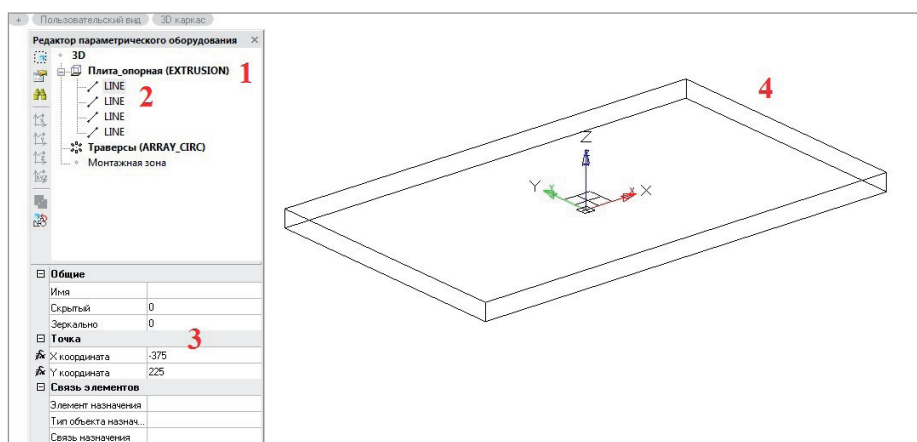 + Пользовательский вид 3D каркас
Редактор параметрического оборудования ×
3D
Плита_опорная (EXTRUSION) 1
LINE
LINE 2
LINE
LINE
Траверсы (ARRAY_CIRC)
Монтажная зона
4
Z
Y X
Общие
Имя
Скрытый 0
Зеркально 0
Точка 3
fx X координата -375
fx Y координата 225
Связь элементов
Элемент назначения
Тип объекта назнач...
Связь назначения